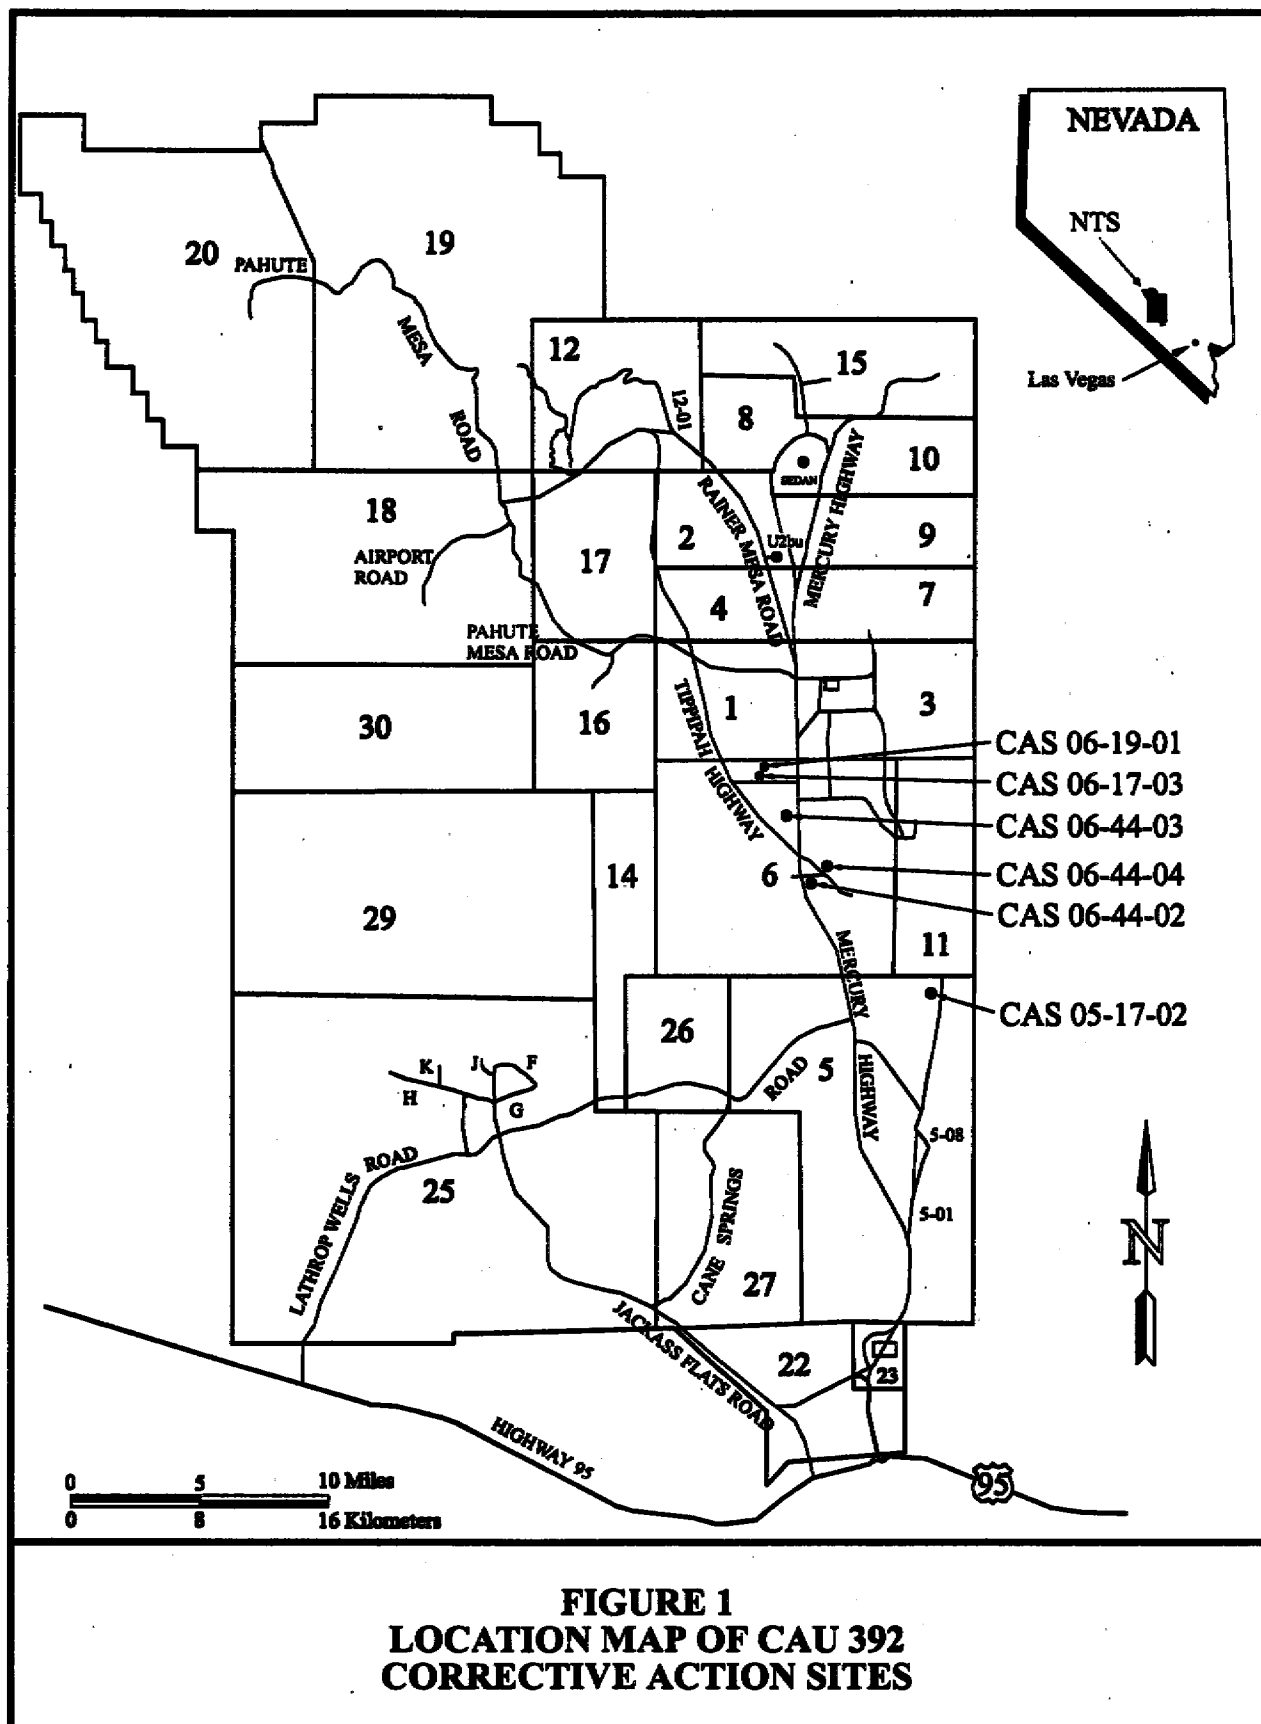 NEVADA
NTS
Las Vegas
20
19
PAHUTE
MESA
ROAD
12
15
12-01
8
10
SEDAN
MERCURY HIGHWAY
RAINER MESA ROAD
18
AIRPORT
ROAD
17
2
U2bu
9
4
7
PAHUTE
MESA ROAD
30
16
1
3
TIPPIPAH HIGHWAY
CAS 06-19-01
CAS 06-17-03
CAS 06-44-03
CAS 06-44-04
CAS 06-44-02
14
6
29
11
MERCURY
HIGHWAY
CAS 05-17-02
26
5
ROAD
K
J
F
H
G
5-08
5-01
LATHROP WELLS ROAD
25
CANE SPRINGS
27
N
JACKASS FLATS ROAD
22
23
HIGHWAY 95
95
0 5 10 Miles
0 8 16 Kilometers
FIGURE 1
LOCATION MAP OF CAU 392
CORRECTIVE ACTION SITES